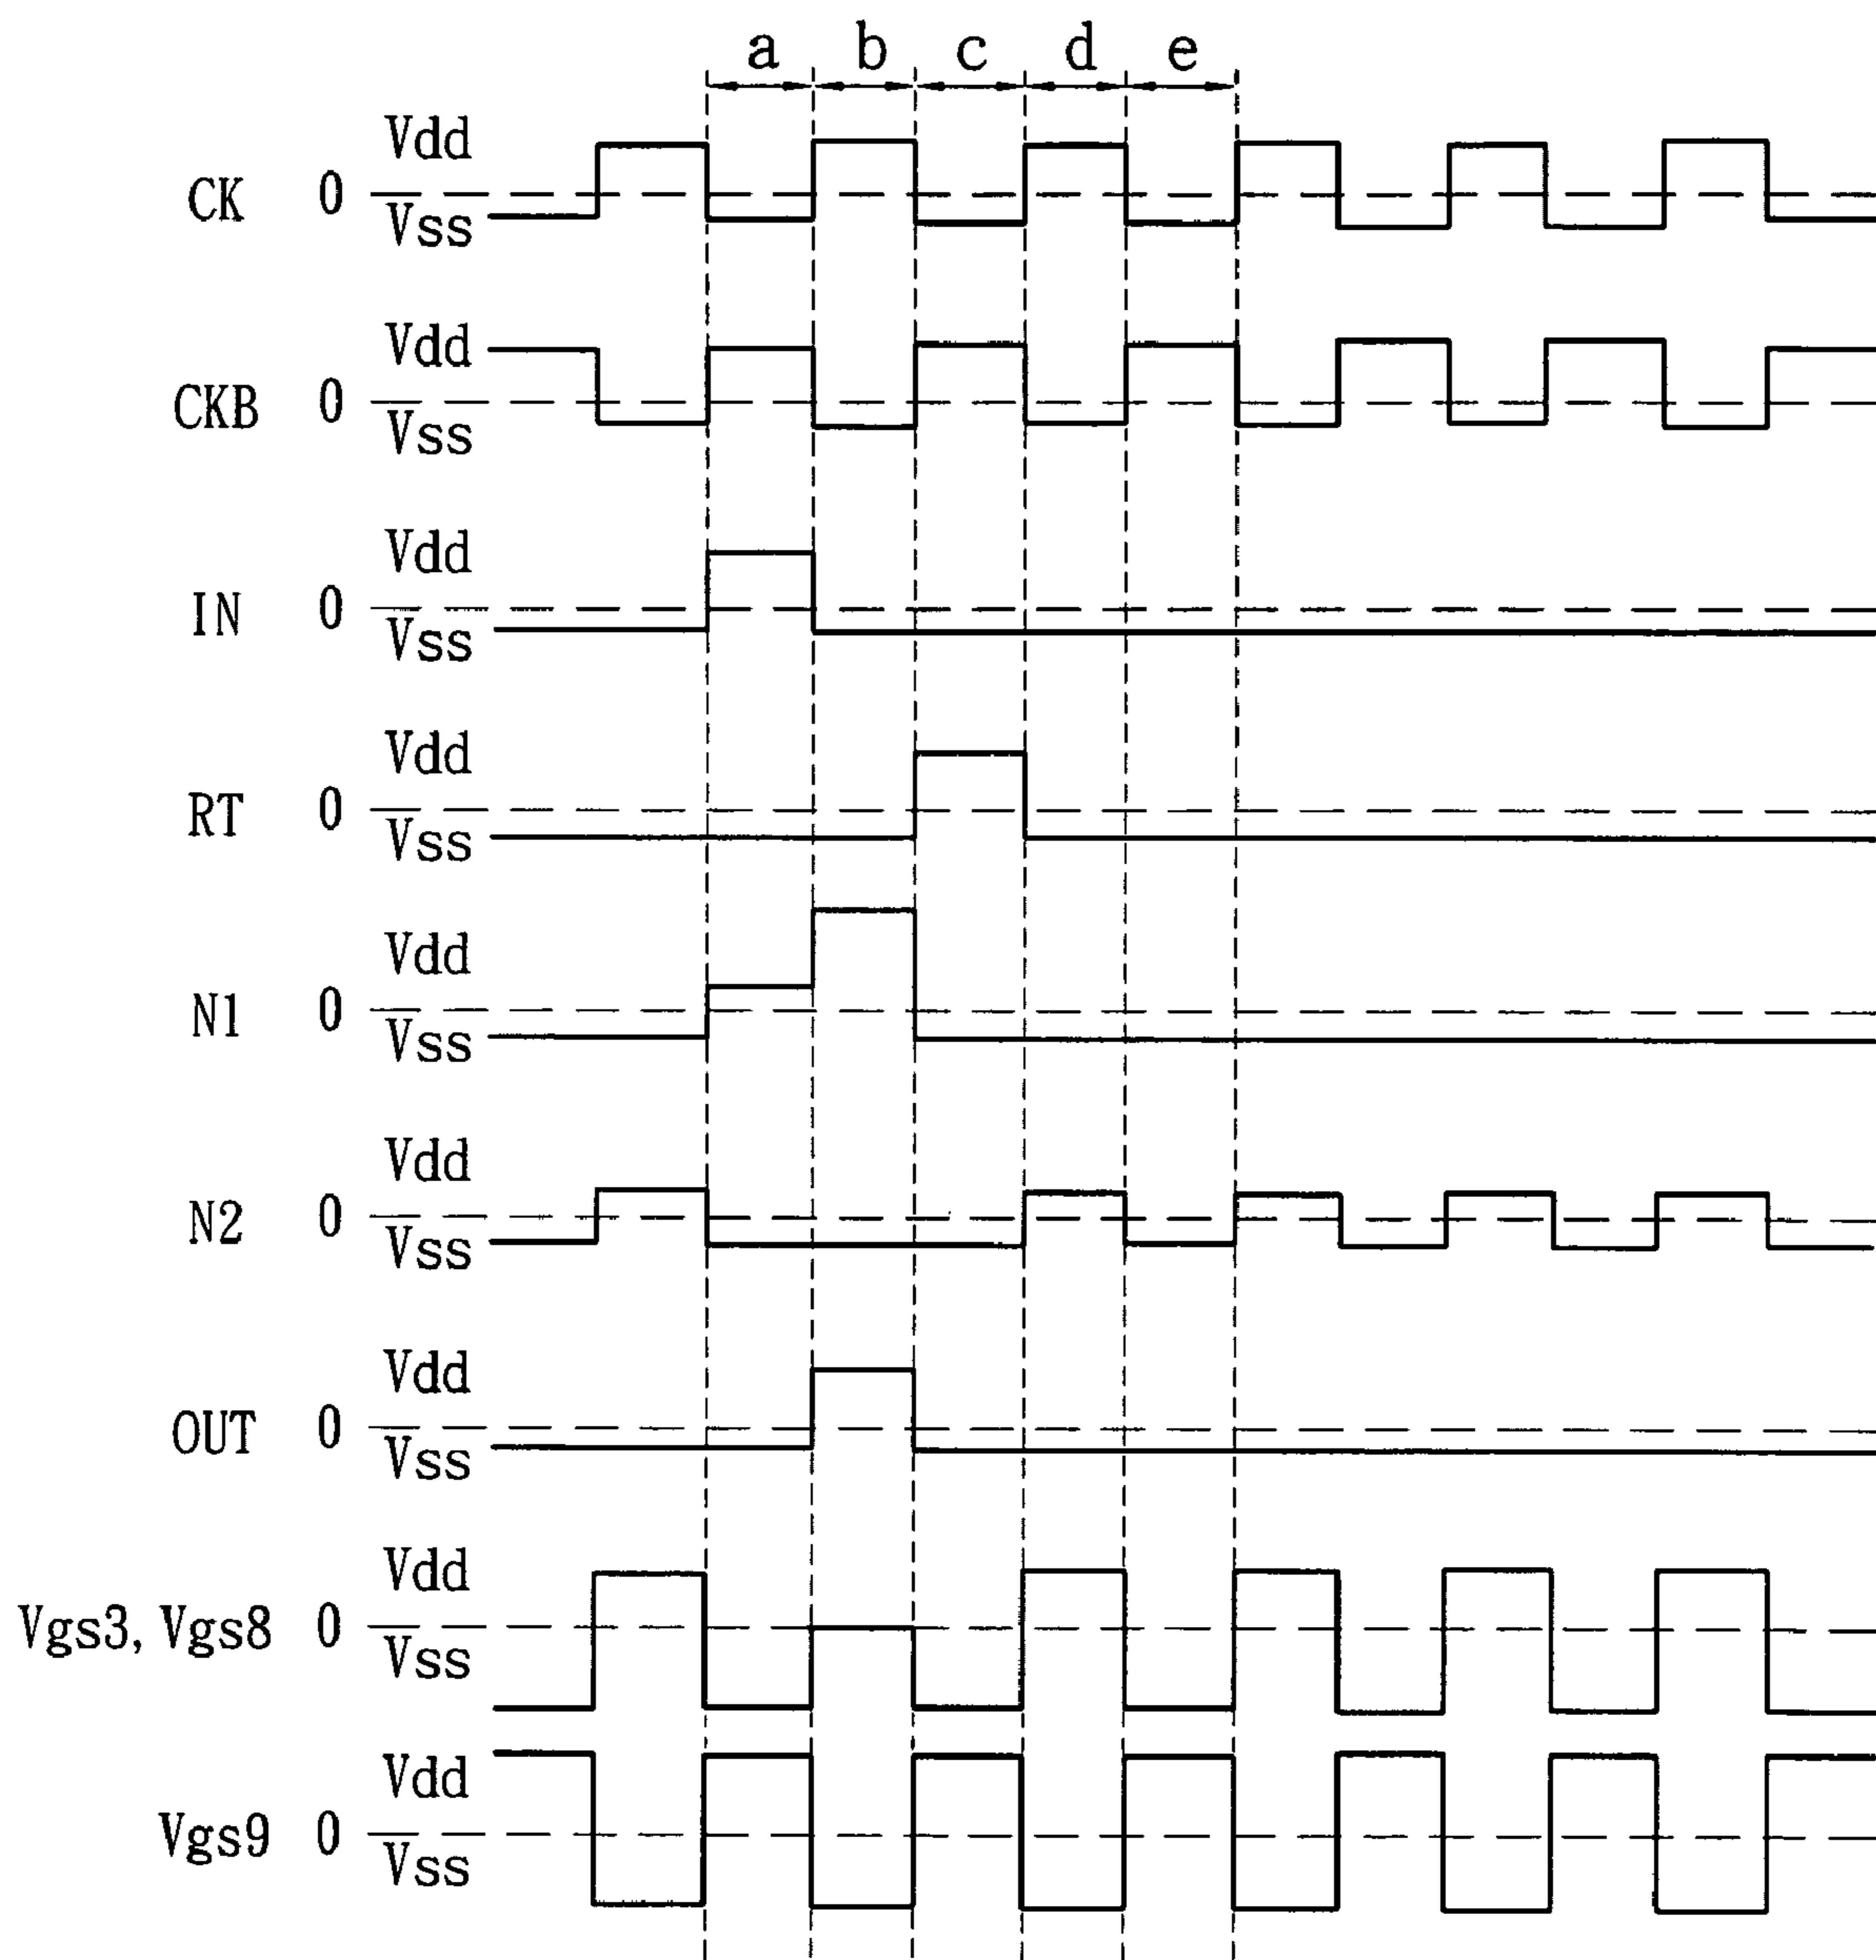 a b c d e
Vdd
CK 0
Vss
Vdd
CKB 0
Vss
Vdd
IN 0
Vss
Vdd
RT 0
Vss
Vdd
N1 0
Vss
Vdd
N2 0
Vss
Vdd
OUT 0
Vss
Vdd
Vgs3, Vgs8 0
Vss
Vdd
Vgs9 0
Vss